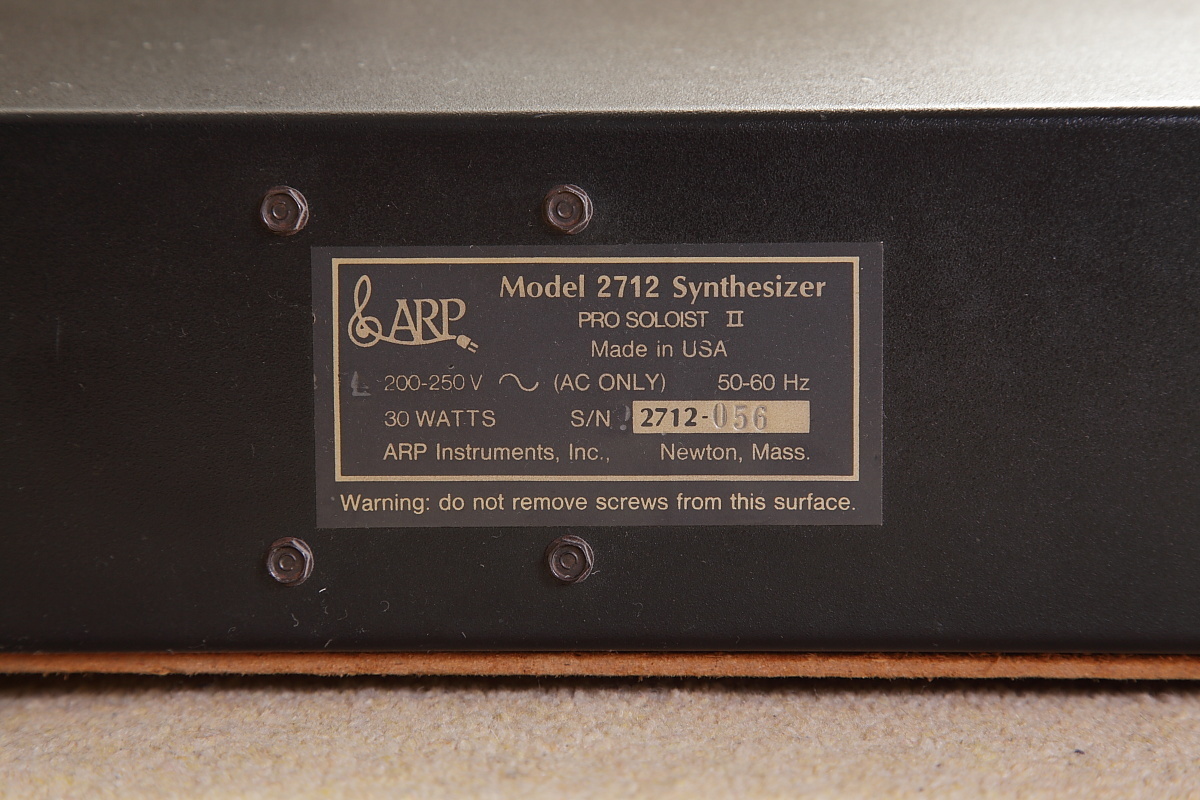 ARP
Model 2712 Synthesizer
PRO SOLOIST II
Made in USA
200-250 V (AC ONLY) 50-60 Hz
30 WATTS S/N 2712-056
ARP Instruments, Inc., Newton, Mass.
Warning: do not remove screws from this surface.